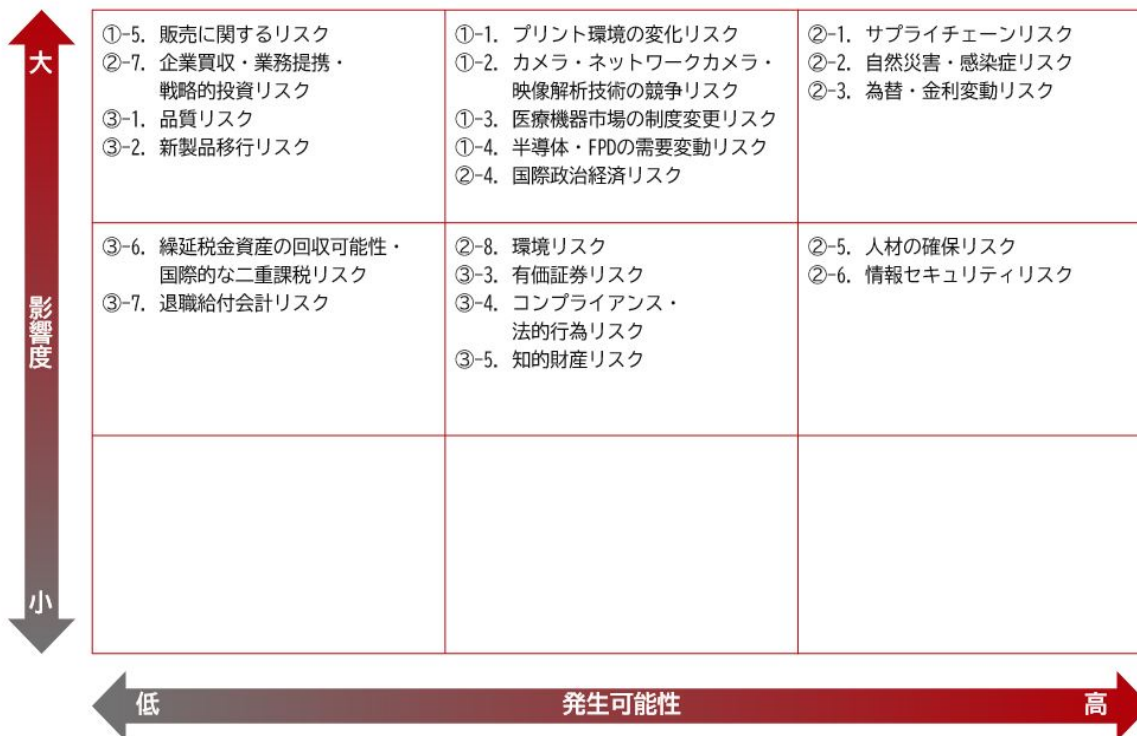 大
影響度
小
①-5. 販売に関するリスク
②-7. 企業買収・業務提携・
戦略的投資リスク
③-1. 品質リスク
③-2. 新製品移行リスク
①-1. プリント環境の変化リスク
①-2. カメラ・ネットワークカメラ・
映像解析技術の競争リスク
①-3. 医療機器市場の制度変更リスク
①-4. 半導体・FPDの需要変動リスク
②-4. 国際政治経済リスク
②-1. サプライチェーンリスク
②-2. 自然災害・感染症リスク
②-3. 為替・金利変動リスク
③-6. 繰延税金資産の回収可能性・
国際的な二重課税リスク
③-7. 退職給付会計リスク
②-8. 環境リスク
③-3. 有価証券リスク
③-4. コンプライアンス・
法的行為リスク
③-5. 知的財産リスク
②-5. 人材の確保リスク
②-6. 情報セキュリティリスク
低
発生可能性
高